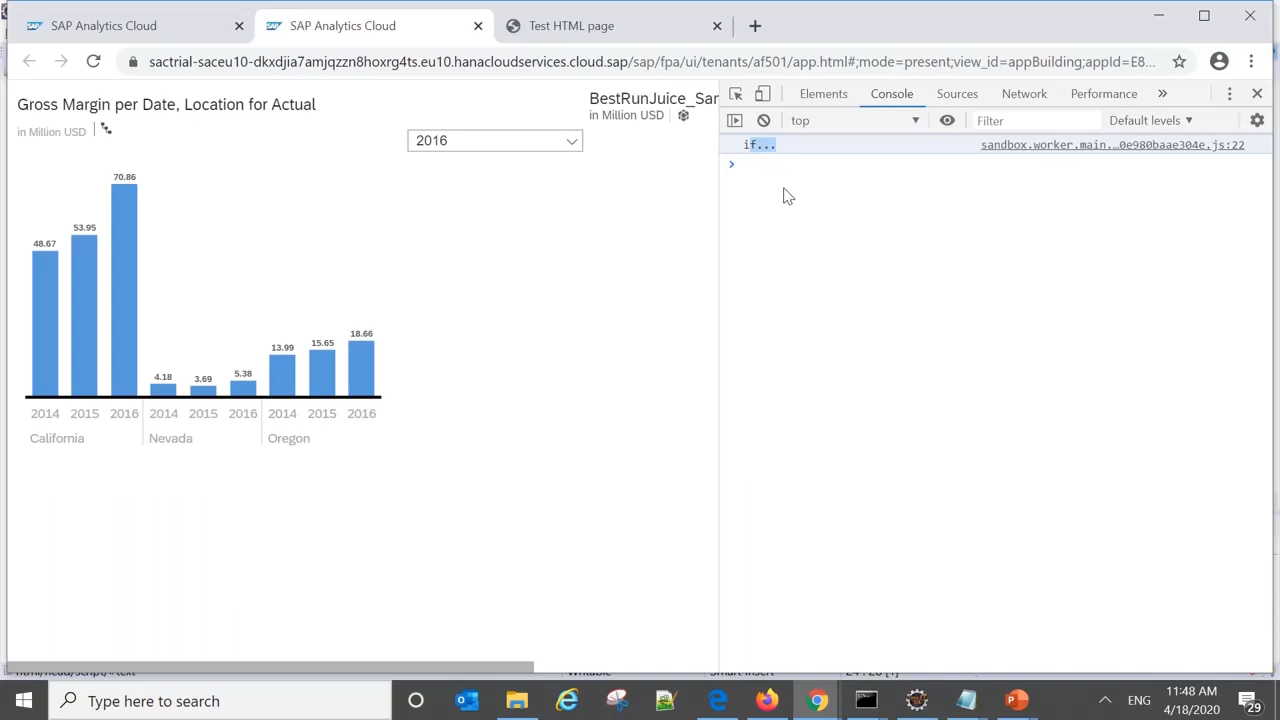 SAP Analytics Cloud
SAP Analytics Cloud
Test HTML page
sactrial-saceu10-dkxdjia7amjqzzn8hoxrg4ts.eu10.hanacloudservices.cloud.sap/sap/fpa/ui/tenants/af501/app.html#;mode=present;view_id=appBuilding;appId=E8...
Gross Margin per Date, Location for Actual
in Million USD
BestRunJuice_Sar
in Million USD
2016
70.86
53.95
48.67
18.66
15.65
13.99
5.38
4.18
3.69
2014 2015 2016 2014 2015 2016 2014 2015 2016
California Nevada Oregon
Elements Console Sources Network Performance
top Filter Default levels
if... sandbox.worker.main.…0e980baae304e.js:22
Type here to search
ENG
11:48 AM
4/18/2020
29